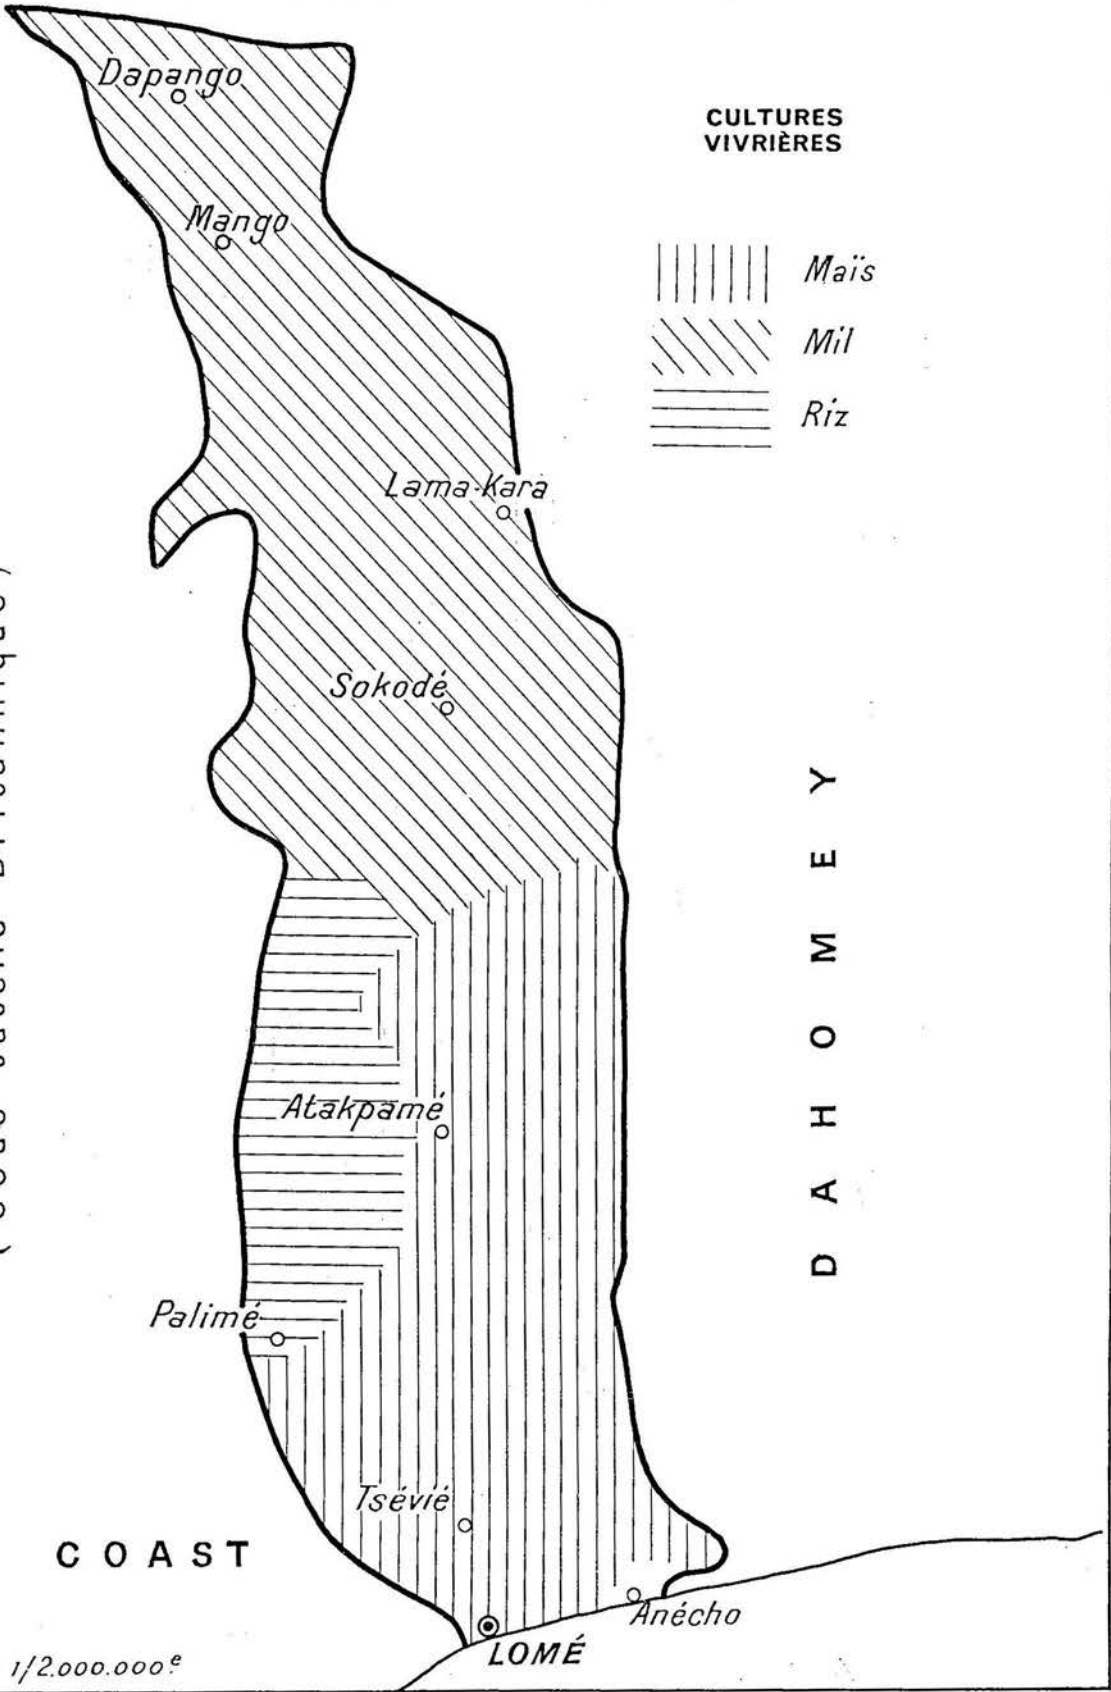 Dapango
CULTURES
VIVRIÈRES
Mango
Maïs
Mil
Riz
Lama-Kara
Sokodé
DAHOMEY
Atakpamé
Palimé
Tsévié
COAST
Anécho
LOMÉ
1/2.000.000e